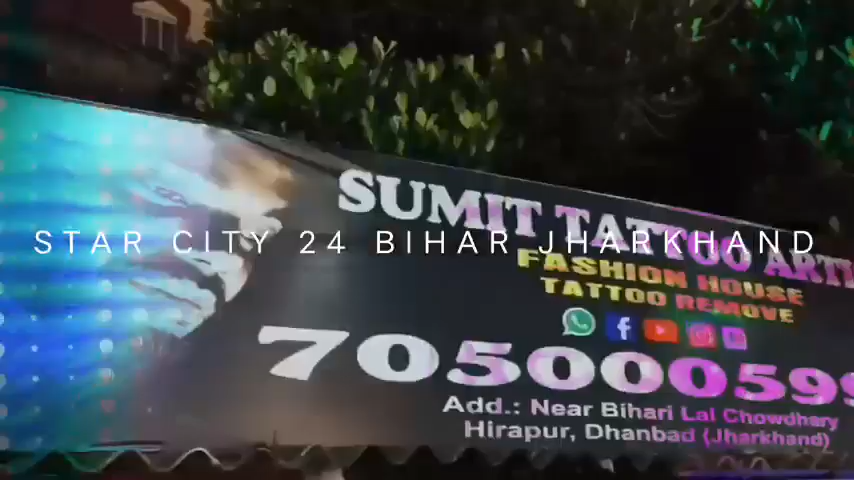 SUMIT TATTOO
STAR CITY 24 BIHAR JHARKHAND
FASHION HOUSE
TATTOO REMOVE
Add.: Near Bihari Lal Chowdhary
Hirapur, Dhanbad (Jharkhand)